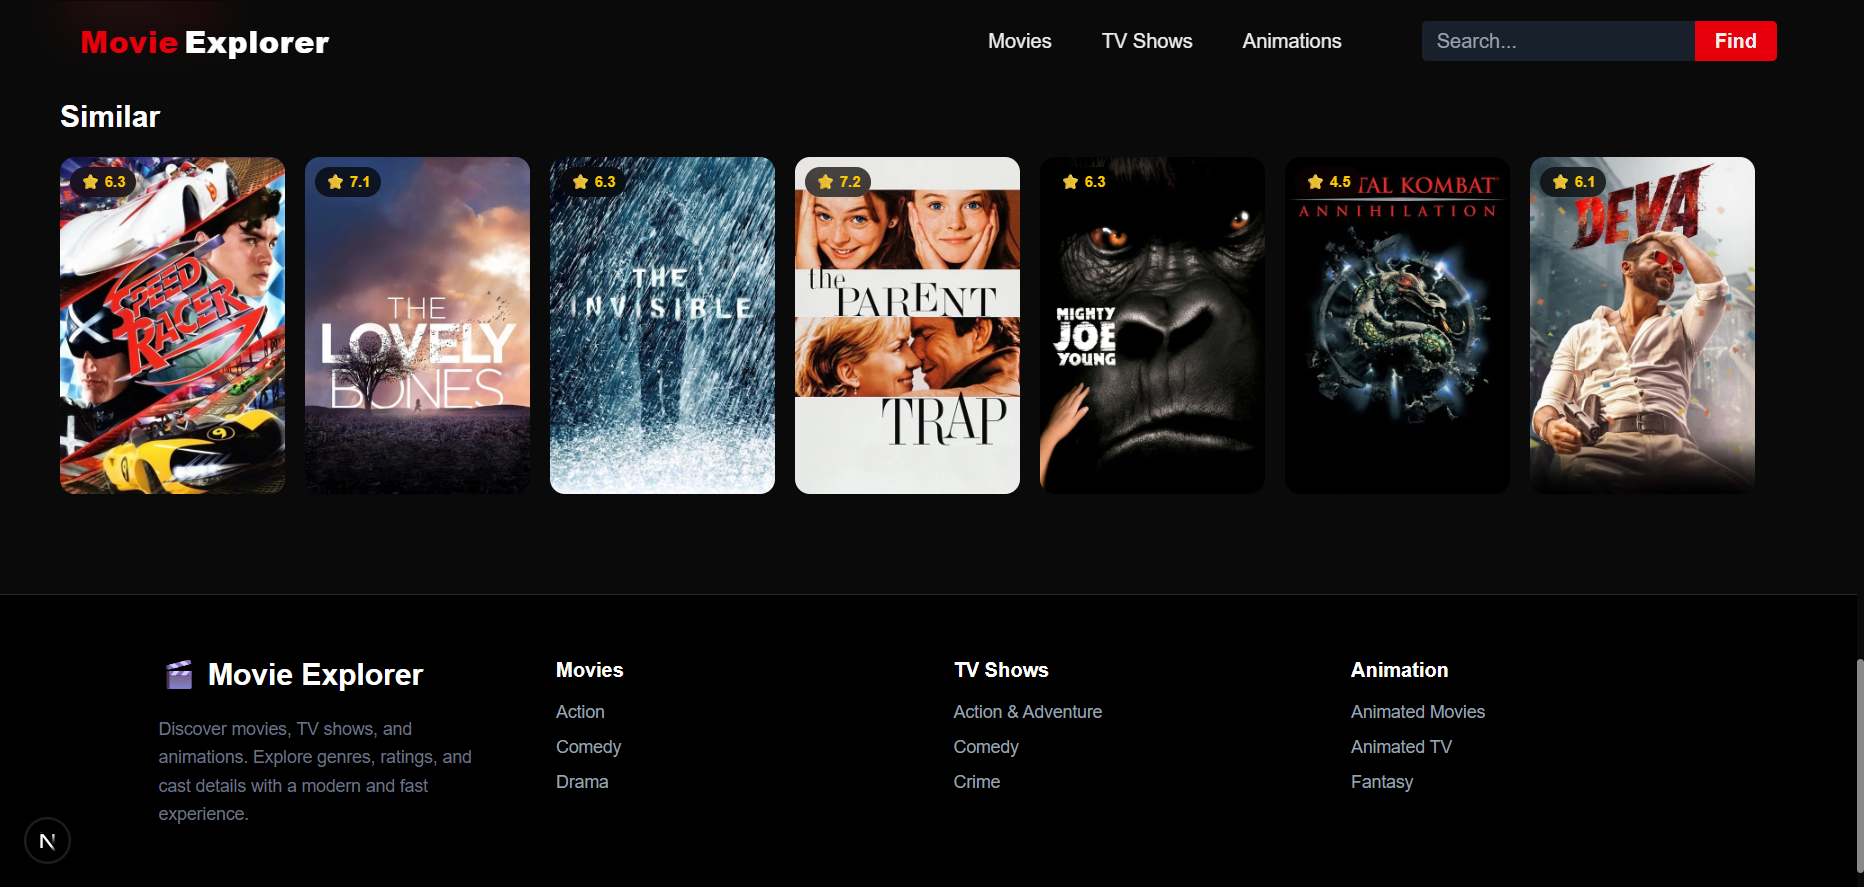 Movie Explorer
Movies TV Shows Animations
Search... Find
Similar
6.3
7.1
6.3
7.2
6.3
4.5
6.1
SPEED
RACER
9
THE
LOVELY
BONES
THE
INVISIBLE
the
PARENT
TRAP
MIGHTY
JOE
YOUNG
TAL KOMBAT
ANNIHILATION
DEVA
Movie Explorer
Discover movies, TV shows, and
animations. Explore genres, ratings, and
cast details with a modern and fast
experience.
Movies
Action
Comedy
Drama
TV Shows
Action & Adventure
Comedy
Crime
Animation
Animated Movies
Animated TV
Fantasy
N